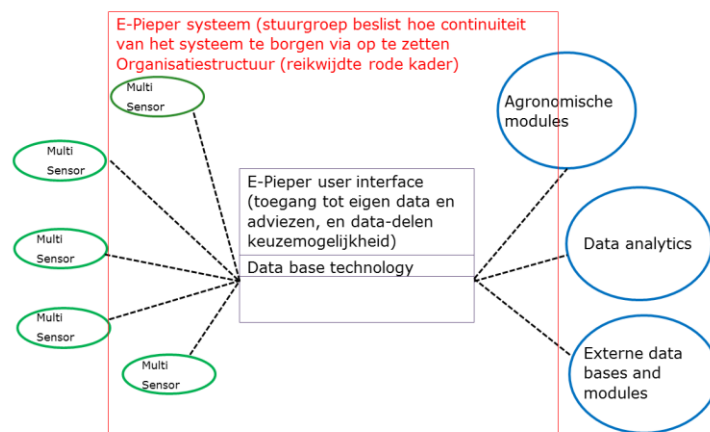 E-Pieper systeem (stuurgroep beslist hoe continuiteit
van het systeem te borgen via op te zetten
Organisatiestructuur (reikwijdte rode kader)
Multi
Sensor
Multi
Sensor
Multi
Sensor
Multi
Sensor
Multi
Sensor
E-Pieper user interface
(toegang tot eigen data en
adviezen, en data-delen
keuzemogelijkheid)
Data base technology
Agronomische
modules
Data analytics
Externe data
bases and
modules